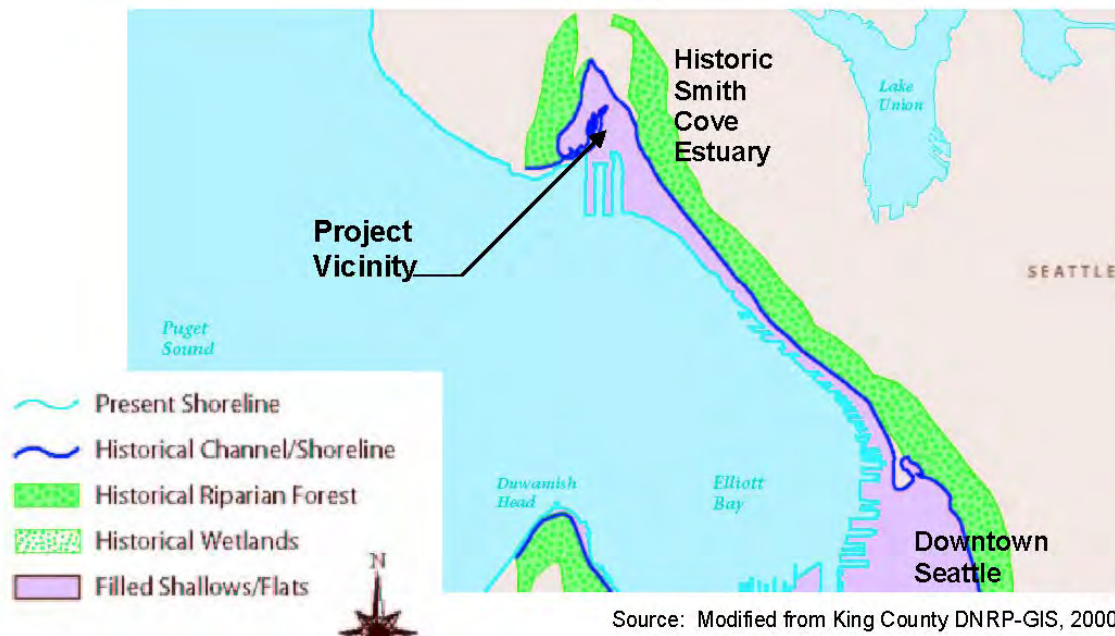 Historic
Smith
Cove
Estuary
Lake
Union
Project
Vicinity
SEATTLE
Puget
Sound
Present Shoreline
Historical Channel/Shoreline
Historical Riparian Forest
Historical Wetlands
Filled Shallows/Flats
N
Duwamish
Head
Elliott
Bay
Downtown
Seattle
Source: Modified from King County DNRP-GIS, 2000